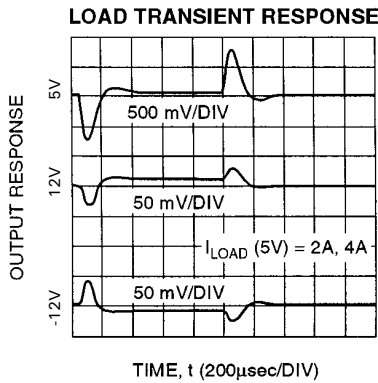 LOAD TRANSIENT RESPONSE
OUTPUT RESPONSE
5V
500 mV/DIV
12V
50 mV/DIV
I_LOAD (5V) = 2A, 4A
-12V
50 mV/DIV
TIME, t (200μsec/DIV)